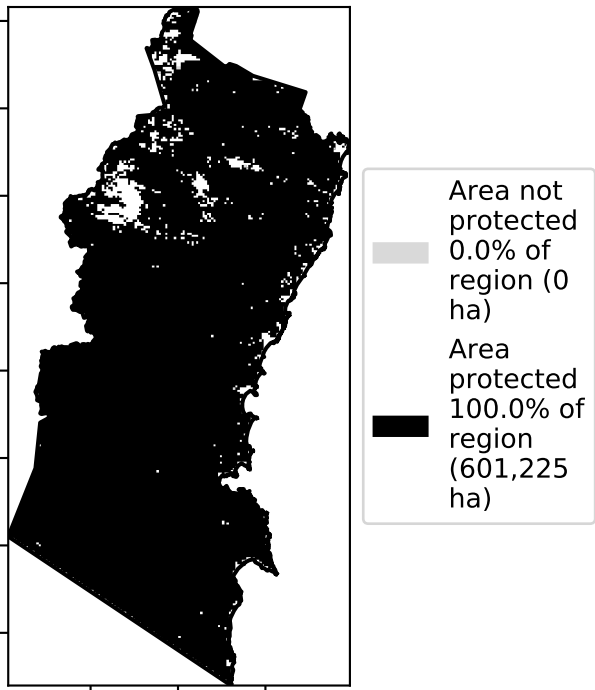 Area not
protected
0.0% of
region (0
ha)
Area
protected
100.0% of
region
(601,225
ha)